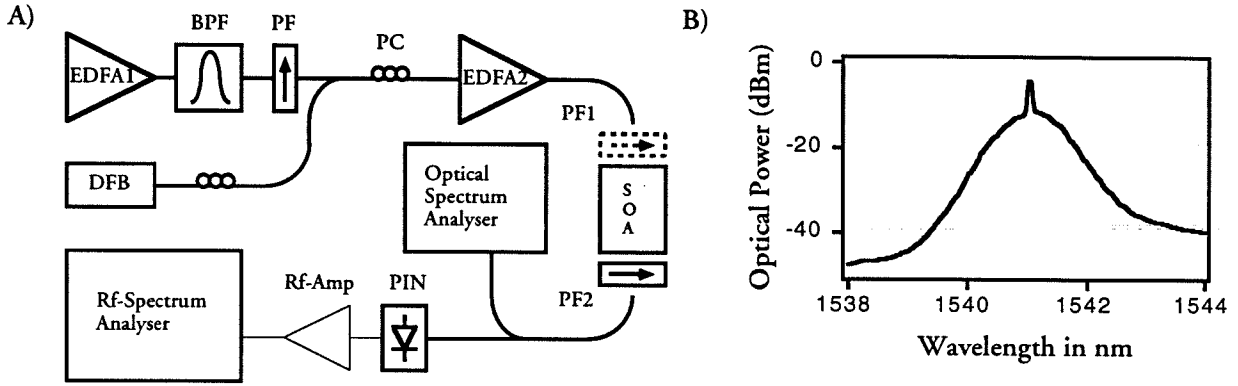 A)
BPF
PF
PC
EDFA1
EDFA2
PF1
DFB
Optical
Spectrum
Analyser
S
O
A
PF2
Rf-Amp
PIN
Rf-Spectrum
Analyser
B)
Optical Power (dBm)
0
-20
-40
1538
1540
1542
1544
Wavelength in nm